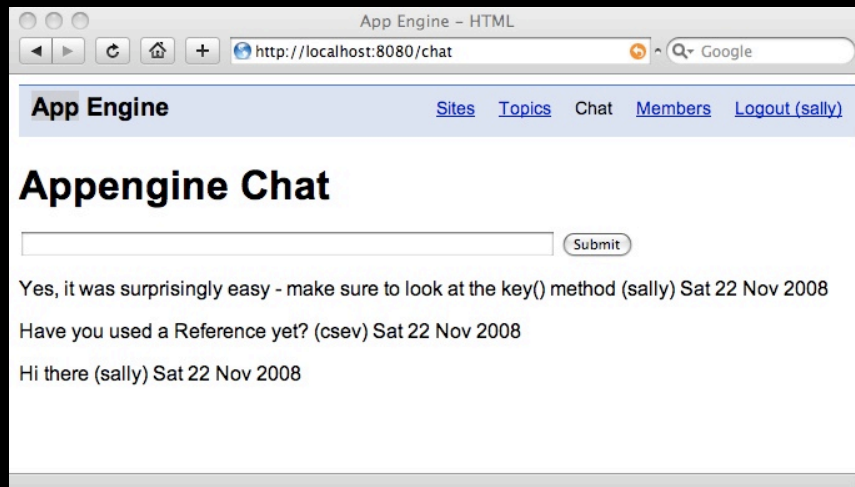 App Engine – HTML
http://localhost:8080/chat
Google
App Engine Sites Topics Chat Members Logout (sally)
Appengine Chat
Submit
Yes, it was surprisingly easy - make sure to look at the key() method (sally) Sat 22 Nov 2008
Have you used a Reference yet? (csev) Sat 22 Nov 2008
Hi there (sally) Sat 22 Nov 2008